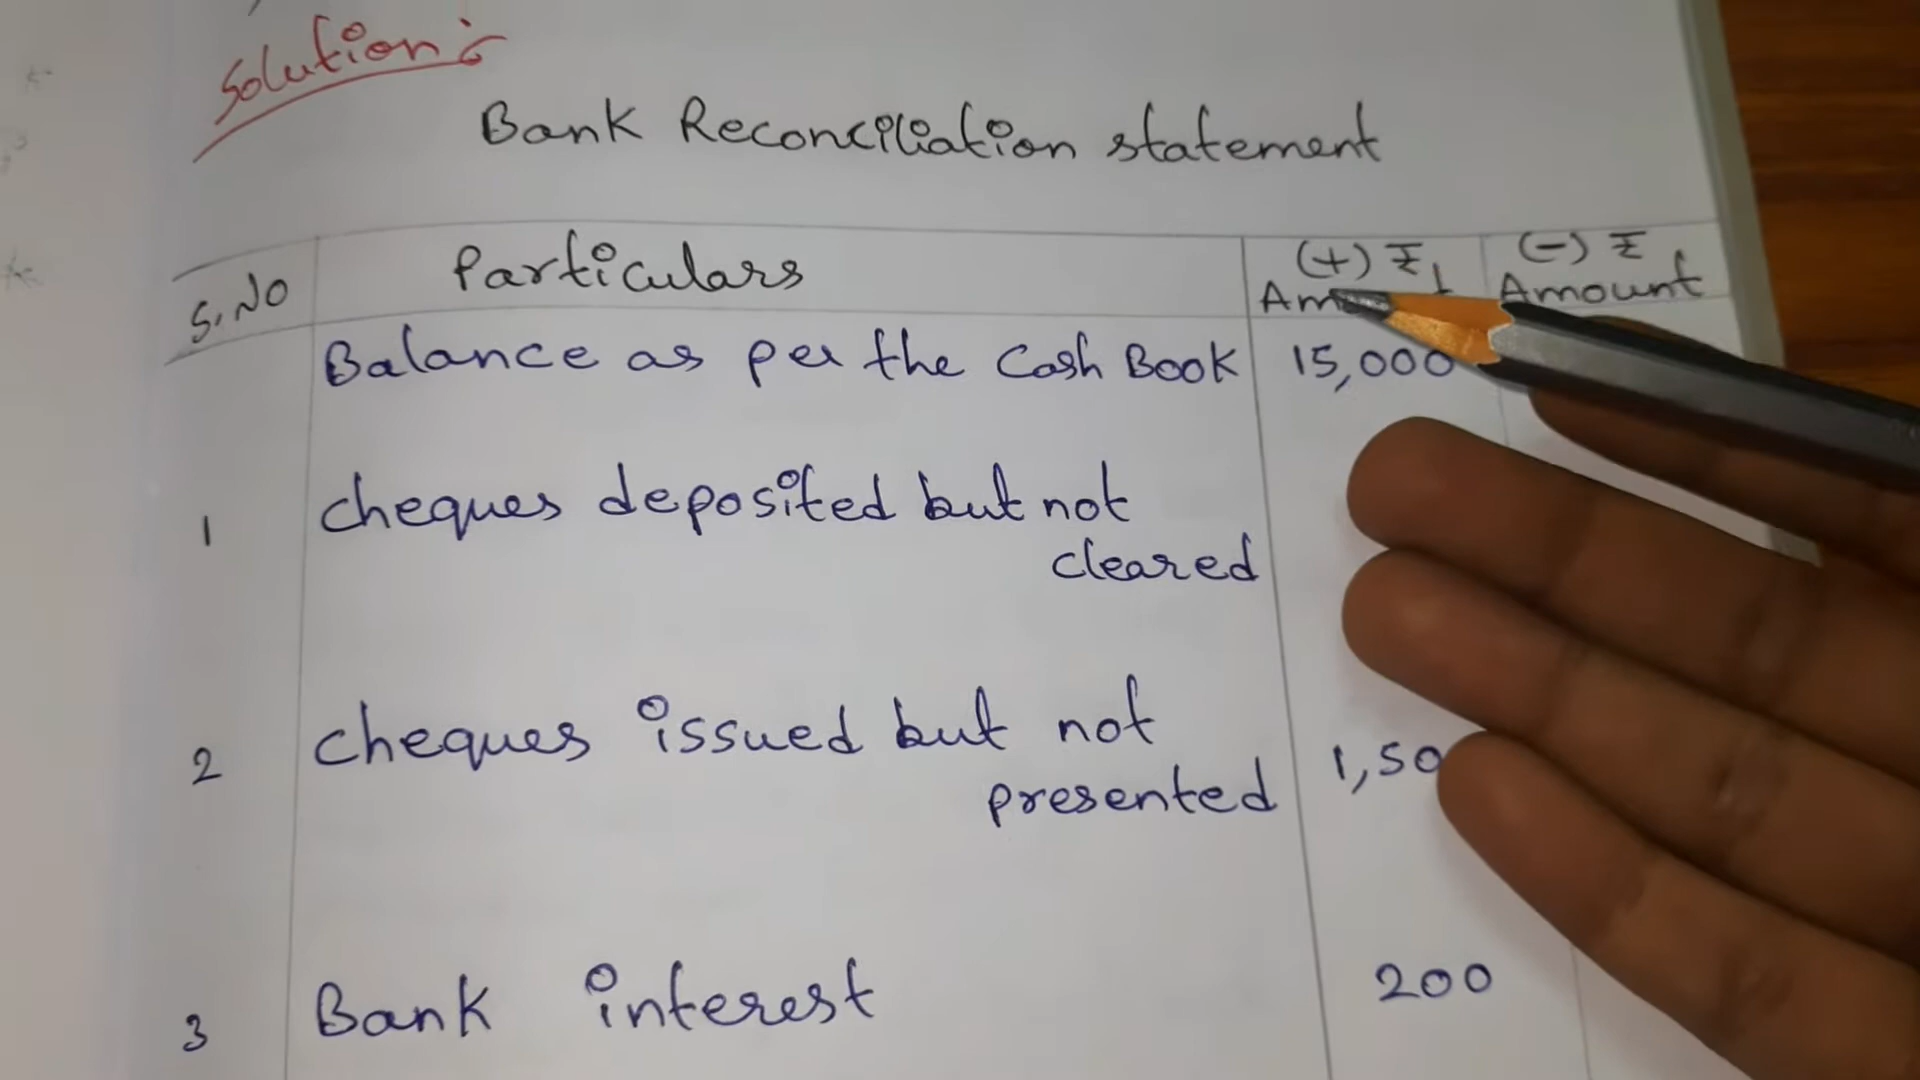 Solution:
Bank Reconciliation statement
S.No Particulars (+) ₹ (-) ₹ Amount
Balance as per the Cash Book 15,000
1 cheques deposited but not
cleared
2 cheques issued but not
presented
3 Bank interest 200